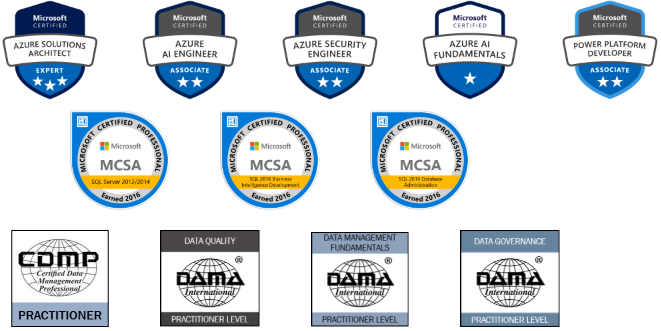 Microsoft
CERTIFIED
AZURE SOLUTIONS
ARCHITECT
EXPERT
Microsoft
CERTIFIED
AZURE
AI ENGINEER
ASSOCIATE
Microsoft
CERTIFIED
AZURE SECURITY
ENGINEER
ASSOCIATE
Microsoft
CERTIFIED
AZURE AI
FUNDAMENTALS
Microsoft
CERTIFIED
POWER PLATFORM
DEVELOPER
ASSOCIATE
MICROSOFT CERTIFIED PROFESSIONAL
Microsoft
MCSA
SQL Server 2012/2014
Earned 2016
MICROSOFT CERTIFIED PROFESSIONAL
Microsoft
MCSA
SQL 2016 Business
Intelligence Development
Earned 2016
MICROSOFT CERTIFIED PROFESSIONAL
Microsoft
MCSA
SQL 2016 Database
Administration
Earned 2016
CDMP
Certified Data
Management
Professional
PRACTITIONER
DATA QUALITY
DAMA®
International
PRACTITIONER LEVEL
DATA MANAGEMENT
FUNDAMENTALS
DAMA®
International
PRACTITIONER LEVEL
DATA GOVERNANCE
DAMA®
International
PRACTITIONER LEVEL